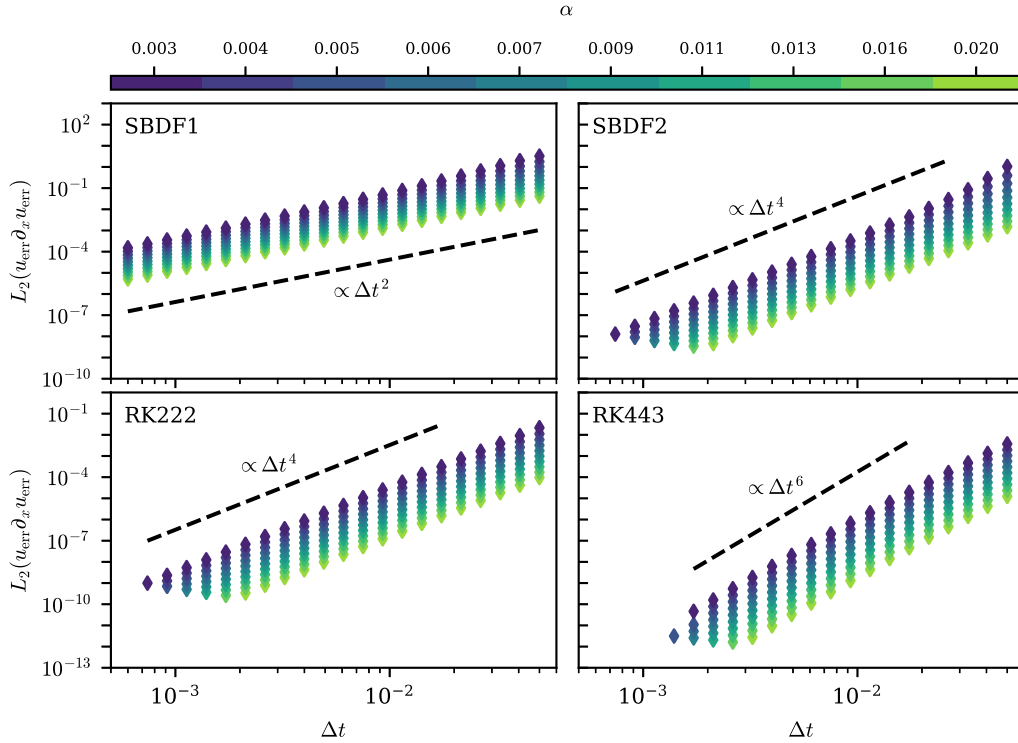 α
0.003 0.004 0.005 0.006 0.007 0.009 0.011 0.013 0.016 0.020
SBDF1
SBDF2
10^2
10^{-1}
10^{-4}
10^{-7}
10^{-10}
L_2(u_err ∂_x u_err)
∝ Δt^2
∝ Δt^4
RK222
RK443
10^{-1}
10^{-4}
10^{-7}
10^{-10}
10^{-13}
L_2(u_err ∂_x u_err)
∝ Δt^4
∝ Δt^6
10^{-3} 10^{-2}
10^{-3} 10^{-2}
Δt
Δt